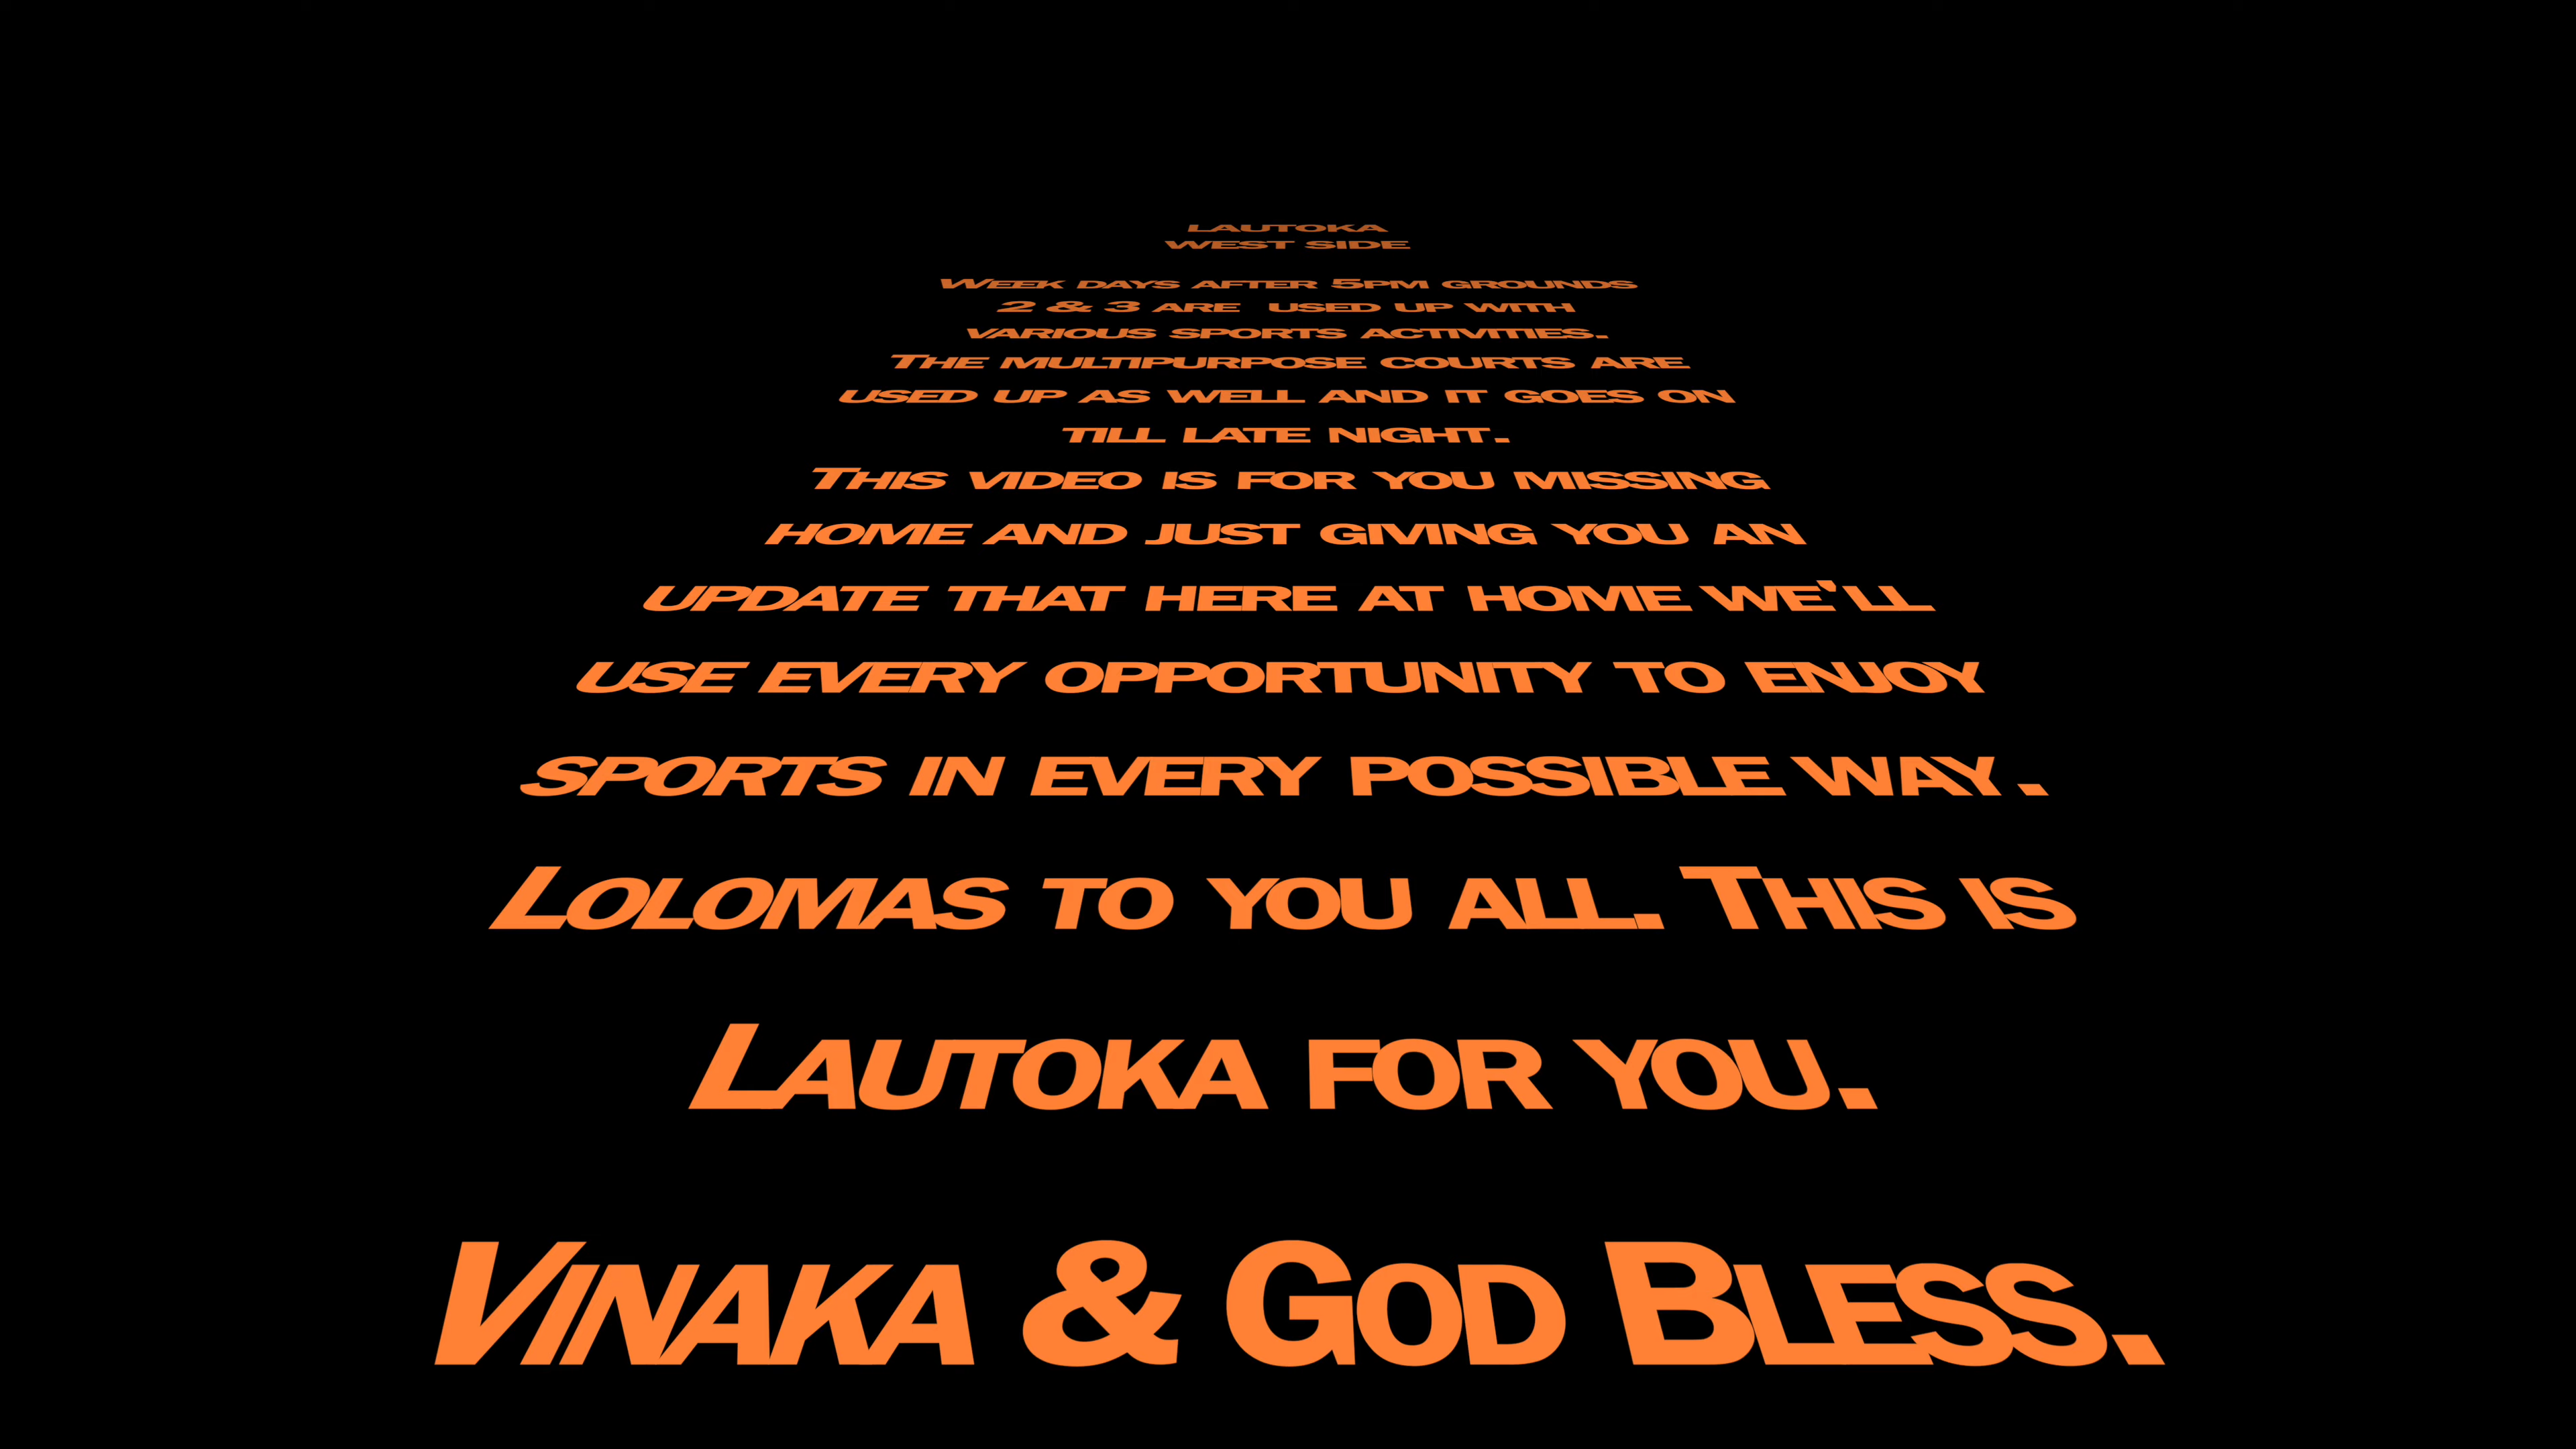 LAUTOKA
WEST SIDE
WEEK DAYS AFTER 5PM GROUNDS
2 & 3 ARE USED UP WITH
VARIOUS SPORTS ACTIVITIES.
THE MULTIPURPOSE COURTS ARE
USED UP AS WELL AND IT GOES ON
TILL LATE NIGHT.
THIS VIDEO IS FOR YOU MISSING
HOME AND JUST GIVING YOU AN
UPDATE THAT HERE AT HOME WE'LL
USE EVERY OPPORTUNITY TO ENJOY
SPORTS IN EVERY POSSIBLE WAY.
LOLOMAS TO YOU ALL. THIS IS
LAUTOKA FOR YOU.
VINAKA & GOD BLESS.